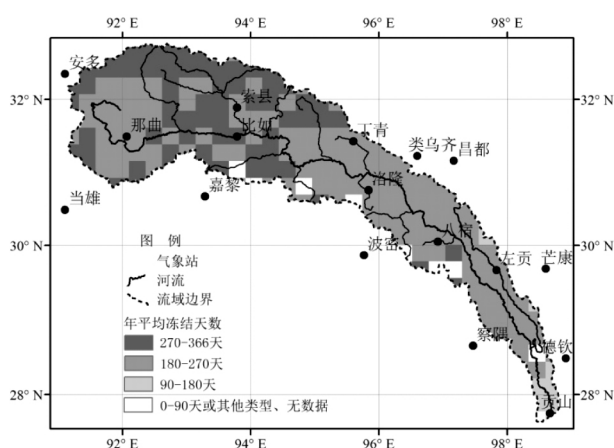 92° E 94° E 96° E 98° E
安多
32° N 索县 32° N
那曲 比如 丁青 类乌齐 昌都
当雄 嘉黎 洛隆
30° N 波密 八宿 左贡 芒康 30° N
察隅 德钦
28° N 贡山 28° N
图 例
气象站
河流
流域边界
年平均冻结天数
270-366天
180-270天
90-180天
0-90天或其他类型、无数据
92° E 94° E 96° E 98° E